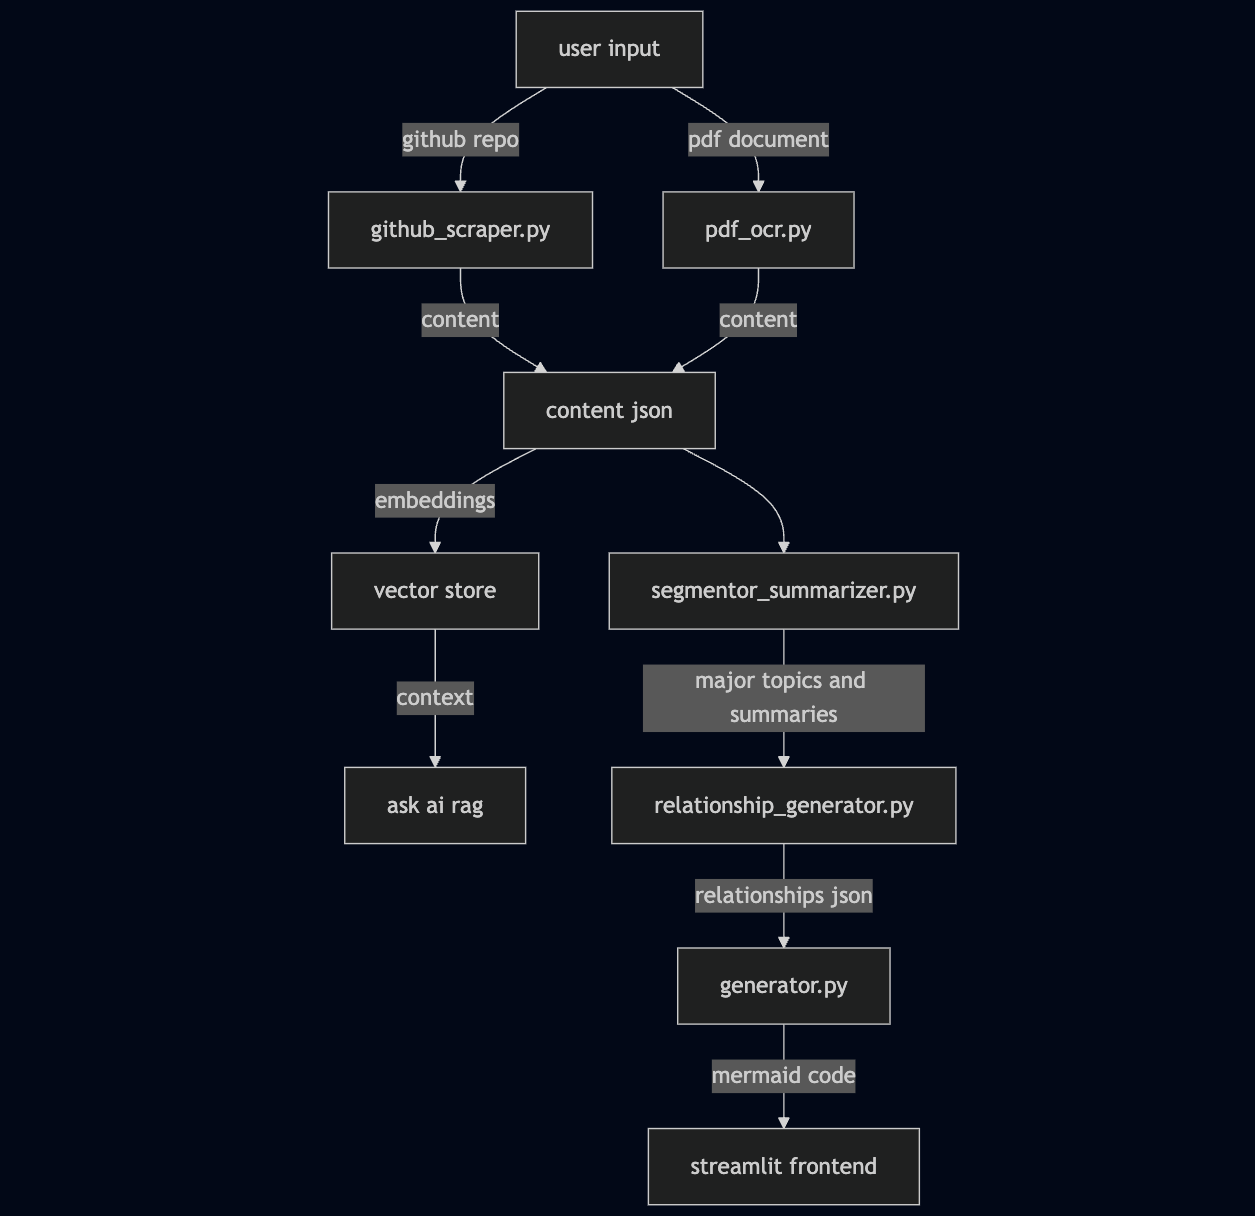 user input
github repo
pdf document
github_scraper.py
pdf_ocr.py
content
content
content json
embeddings
vector store
segmentor_summarizer.py
major topics and
summaries
context
ask ai rag
relationship_generator.py
relationships json
generator.py
mermaid code
streamlit frontend